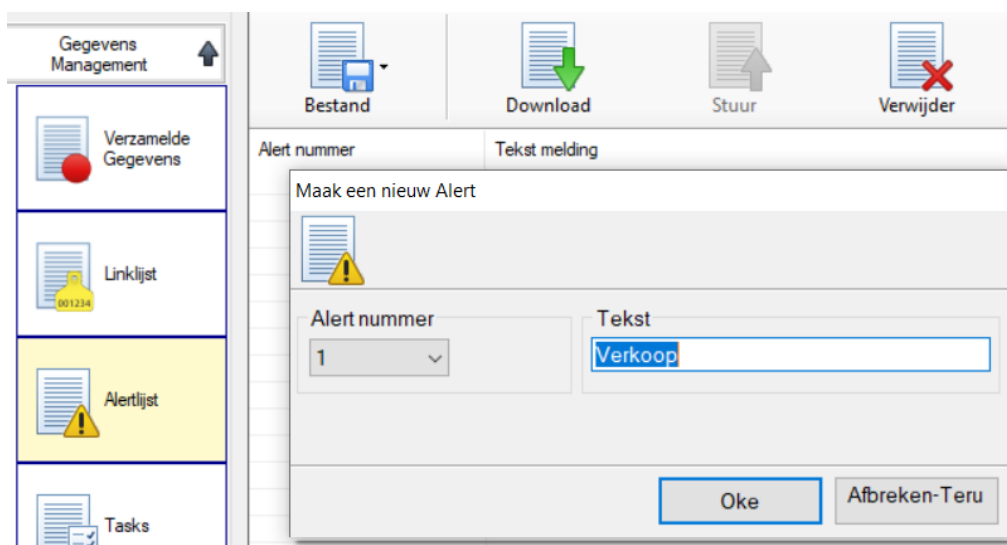 Gegevens
Management
Bestand
Download
Stuur
Verwijder
Verzamelde
Gegevens
Alert nummer
Tekst melding
Maak een nieuw Alert
Linklijst
001234
Alert nummer
Tekst
1
Verkoop
Alertlijst
Oke
Afbreken-Teru
Tasks